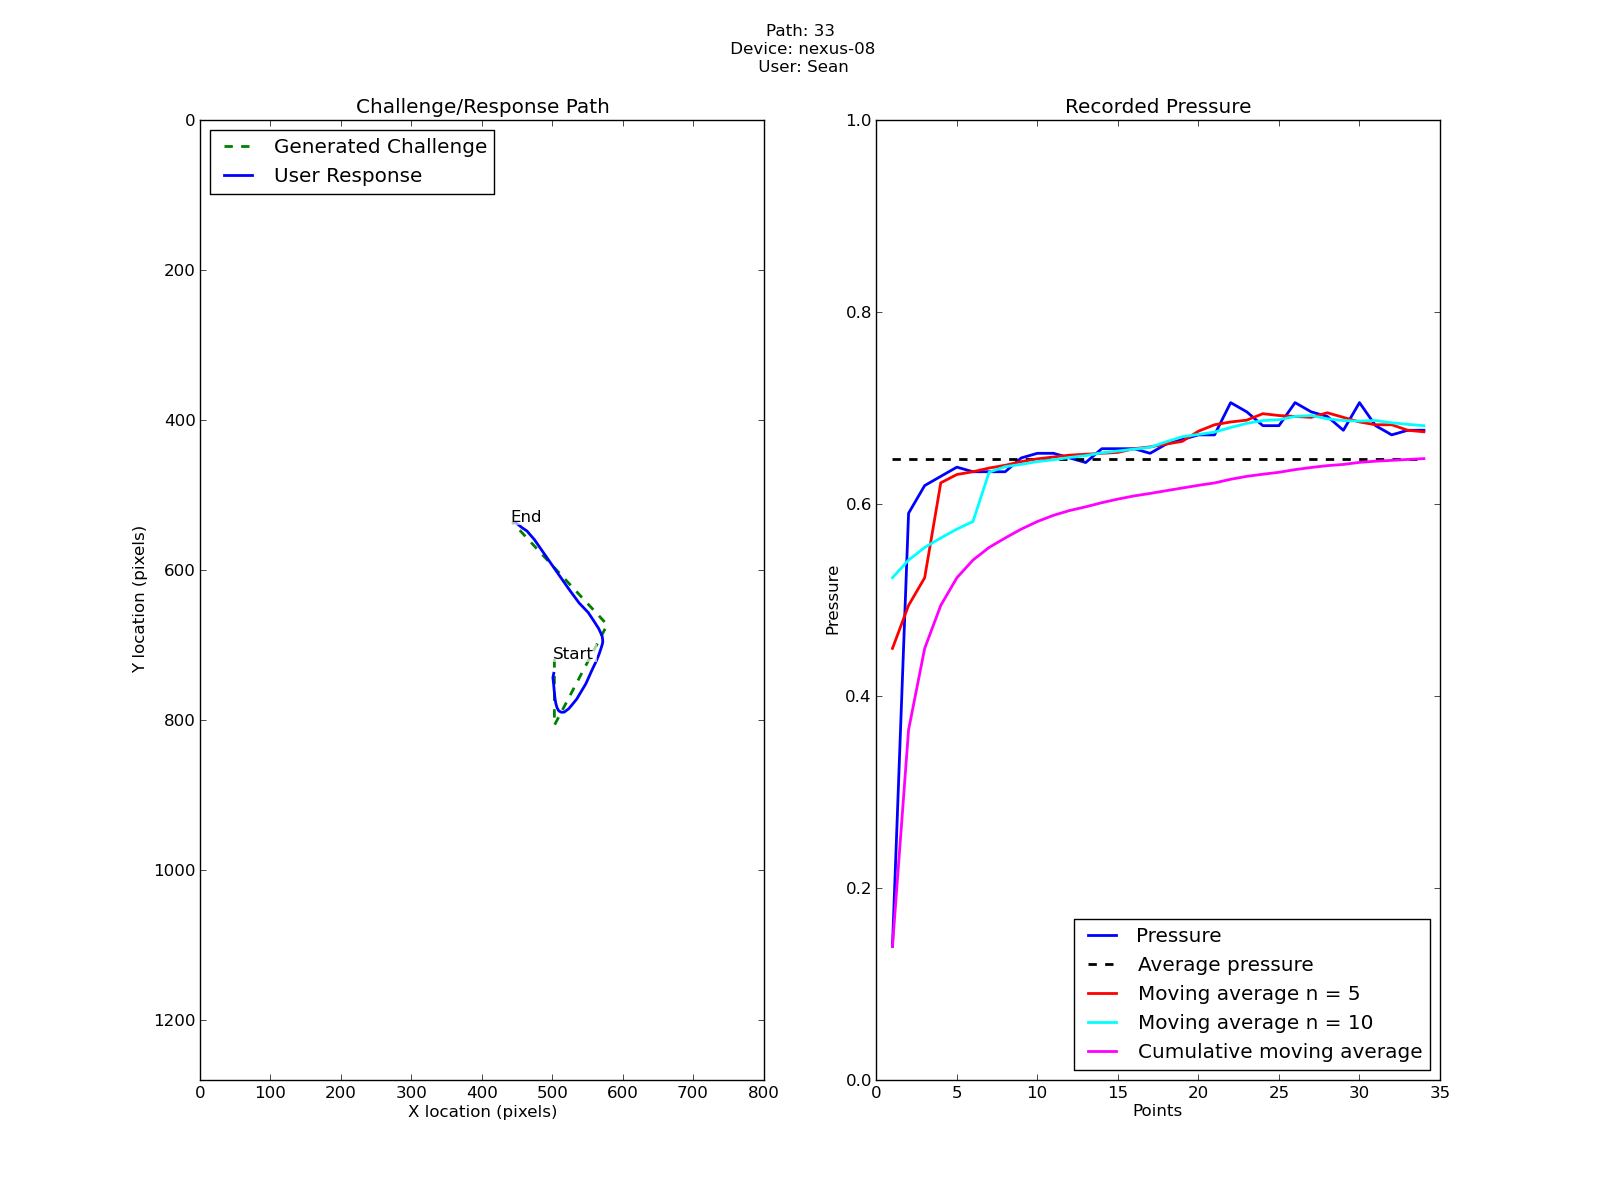 Path: 33
Device: nexus-08
User: Sean
Challenge/Response Path
Generated Challenge
User Response
0
200
400
600
800
1000
1200
Y location (pixels)
End
Start
0 100 200 300 400 500 600 700 800
X location (pixels)
Recorded Pressure
1.0
0.8
0.6
0.4
0.2
0.0
Pressure
Pressure
Average pressure
Moving average n = 5
Moving average n = 10
Cumulative moving average
0 5 10 15 20 25 30 35
Points